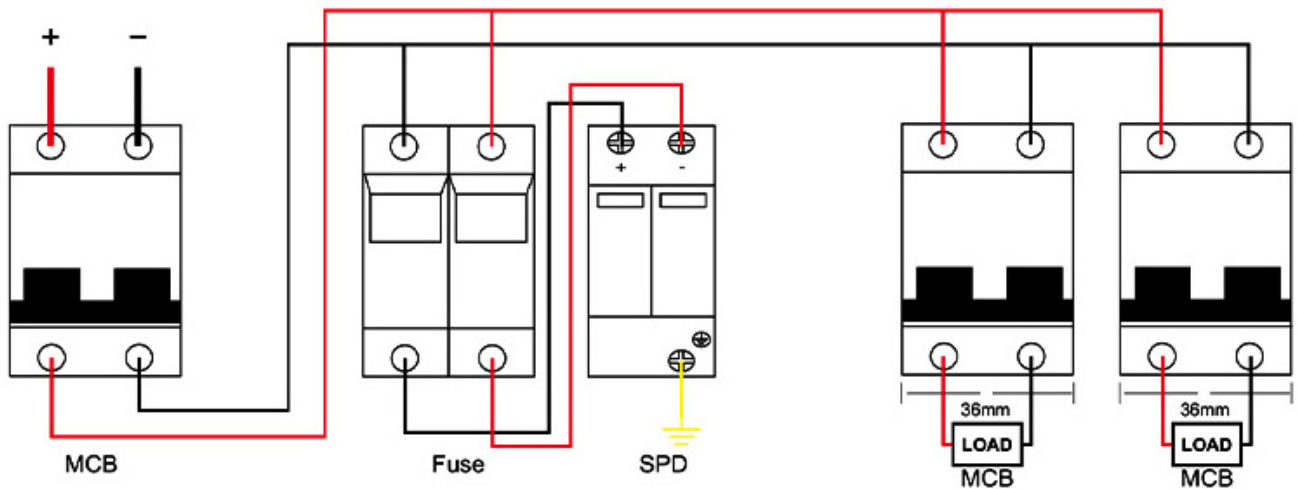 + −
+ -
36mm 36mm
LOAD LOAD
MCB Fuse SPD MCB MCB